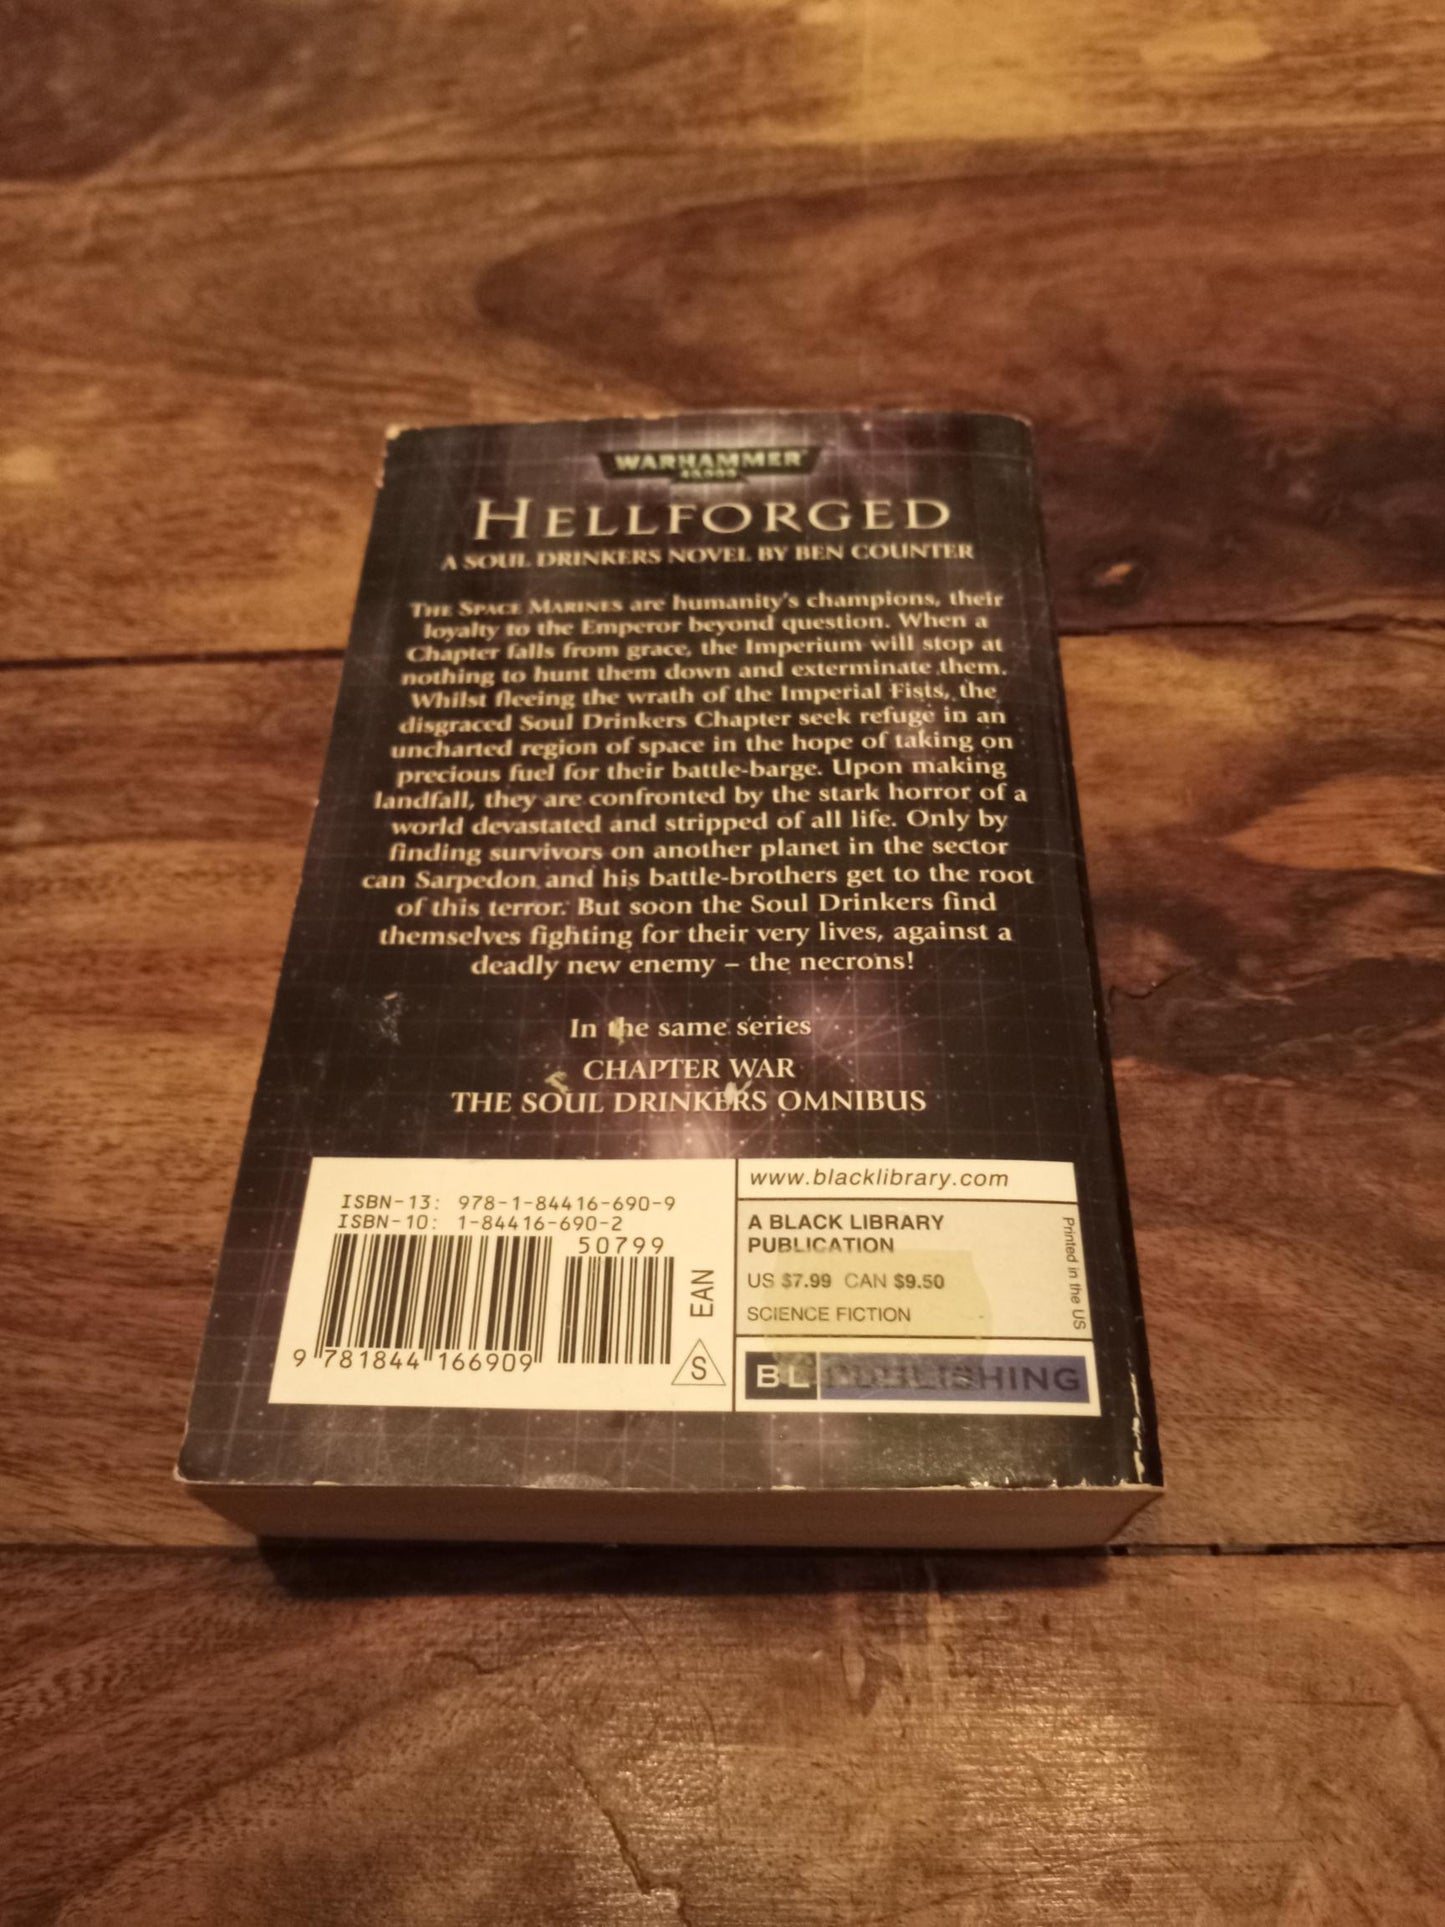 WARHAMMER
40,000
HELLFORGED
A SOUL DRINKERS NOVEL BY BEN COUNTER
THE SPACE MARINES are humanity's champions, their
loyalty to the Emperor beyond question. When a
Chapter falls from grace, the Imperium will stop at
nothing to hunt them down and exterminate them.
Whilst fleeing the wrath of the Imperial Fists, the
disgraced Soul Drinkers Chapter seek refuge in an
uncharted region of space in the hope of taking on
precious fuel for their battle-barge. Upon making
landfall, they are confronted by the stark horror of a
world devastated and stripped of all life. Only by
finding survivors on another planet in the sector
can Sarpedon and his battle-brothers get to the root
of this terror. But soon the Soul Drinkers find
themselves fighting for their very lives, against a
deadly new enemy – the necrons!
In the same series
CHAPTER WAR
THE SOUL DRINKERS OMNIBUS
ISBN-13: 978-1-84416-690-9
ISBN-10: 1-84416-690-2
50799
9 781844 166909
EAN
S
www.blacklibrary.com
A BLACK LIBRARY
PUBLICATION
US $7.99 CAN $9.50
SCIENCE FICTION
Printed in the US
BL PUBLISHING